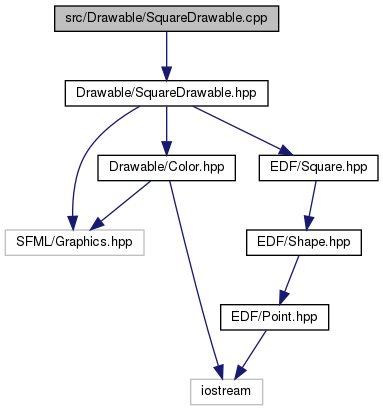 src/Drawable/SquareDrawable.cpp
Drawable/SquareDrawable.hpp
Drawable/Color.hpp
EDF/Square.hpp
SFML/Graphics.hpp
EDF/Shape.hpp
EDF/Point.hpp
iostream